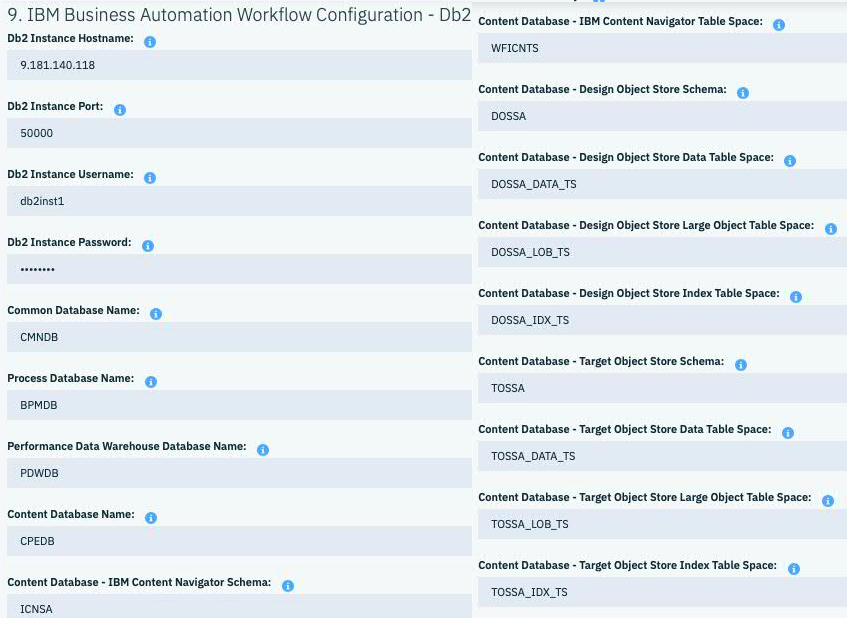 9. IBM Business Automation Workflow Configuration - Db2
Db2 Instance Hostname:
9.181.140.118
Db2 Instance Port:
50000
Db2 Instance Username:
db2inst1
Db2 Instance Password:
••••••••
Common Database Name:
CMNDB
Process Database Name:
BPMDB
Performance Data Warehouse Database Name:
PDWDB
Content Database Name:
CPEDB
Content Database - IBM Content Navigator Schema:
ICNSA
Content Database - IBM Content Navigator Table Space:
WFICNTS
Content Database - Design Object Store Schema:
DOSSA
Content Database - Design Object Store Data Table Space:
DOSSA_DATA_TS
Content Database - Design Object Store Large Object Table Space:
DOSSA_LOB_TS
Content Database - Design Object Store Index Table Space:
DOSSA_IDX_TS
Content Database - Target Object Store Schema:
TOSSA
Content Database - Target Object Store Data Table Space:
TOSSA_DATA_TS
Content Database - Target Object Store Large Object Table Space:
TOSSA_LOB_TS
Content Database - Target Object Store Index Table Space:
TOSSA_IDX_TS